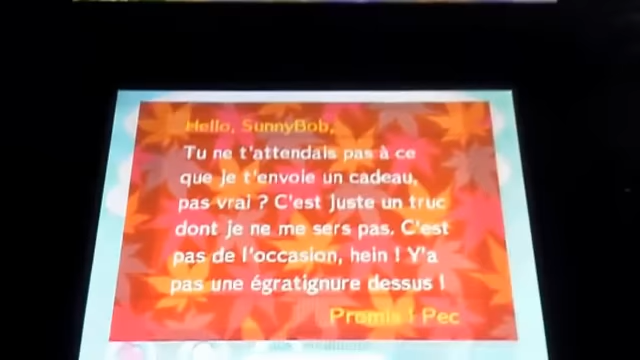 Hello, SunnyBob,
Tu ne t'attendais pas à ce
que je t'envoie un cadeau,
pas vrai ? C'est juste un truc
dont je ne me sers pas. C'est
pas de l'occasion, hein ! Y'a
pas une égratignure dessus !
Promis ! Pec